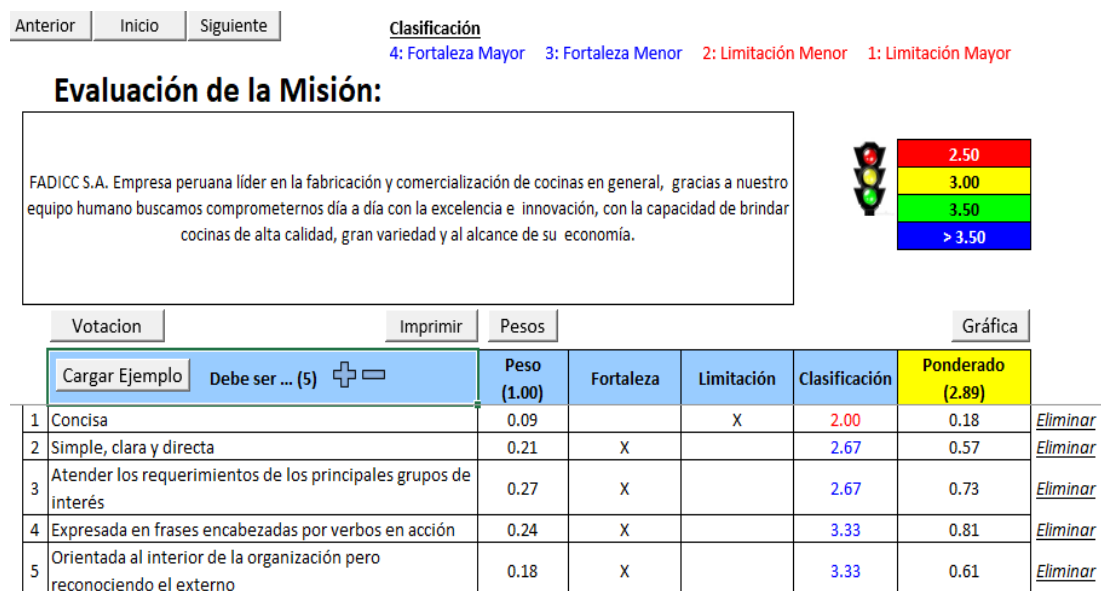 Anterior Inicio Siguiente
Clasificación
4: Fortaleza Mayor 3: Fortaleza Menor 2: Limitación Menor 1: Limitación Mayor
Evaluación de la Misión:
FADICC S.A. Empresa peruana líder en la fabricación y comercialización de cocinas en general, gracias a nuestro
equipo humano buscamos comprometernos día a día con la excelencia e innovación, con la capacidad de brindar
cocinas de alta calidad, gran variedad y al alcance de su economía.
2.50
3.00
3.50
> 3.50
Votacion Imprimir Pesos Gráfica
Cargar Ejemplo Debe ser ... (5) Peso (1.00) Fortaleza Limitación Clasificación Ponderado (2.89)
1 Concisa 0.09 X 2.00 0.18 Eliminar
2 Simple, clara y directa 0.21 X 2.67 0.57 Eliminar
3 Atender los requerimientos de los principales grupos de
interés 0.27 X 2.67 0.73 Eliminar
4 Expresada en frases encabezadas por verbos en acción 0.24 X 3.33 0.81 Eliminar
5 Orientada al interior de la organización pero
reconociendo el externo 0.18 X 3.33 0.61 Eliminar